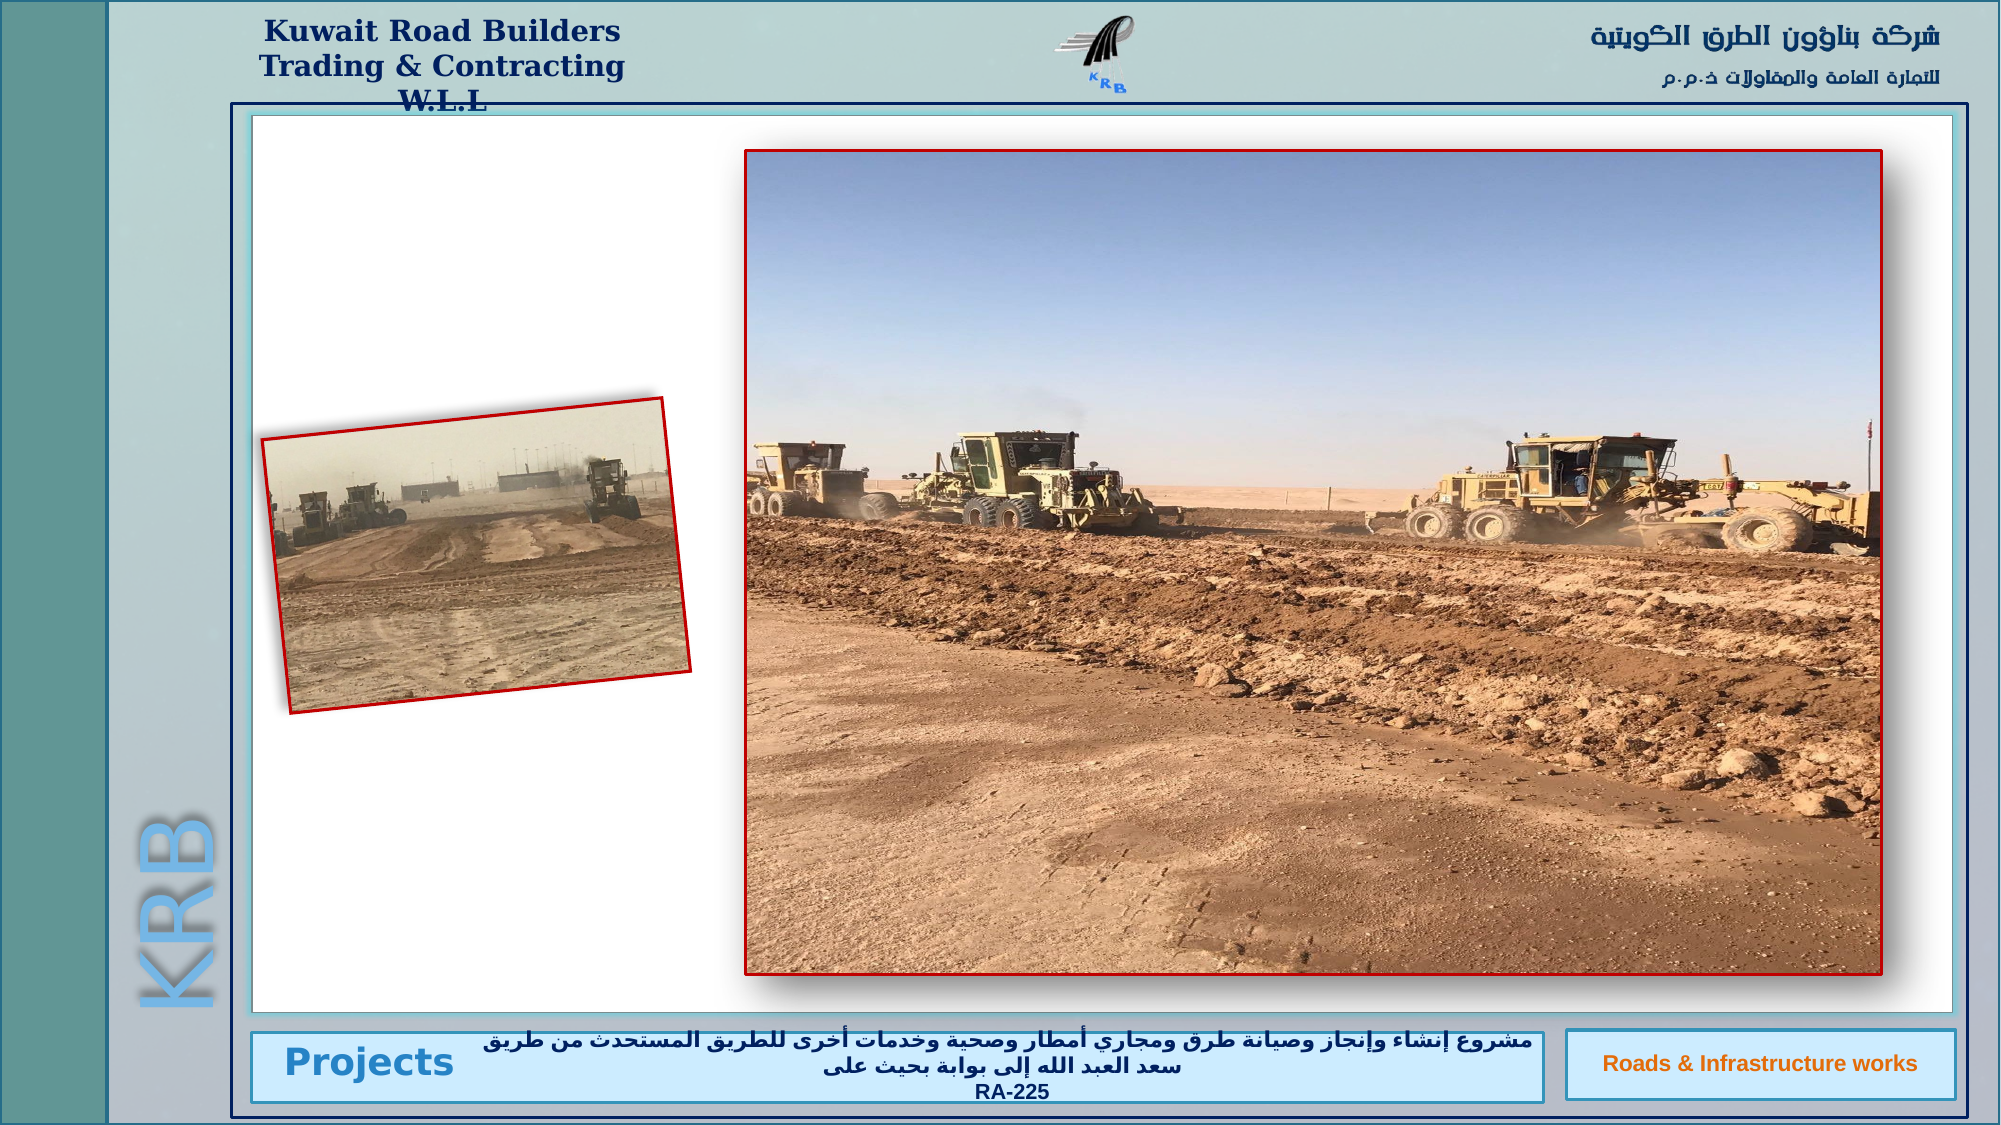 Kuwait Road Builders
Trading & Contracting
W.L.L
KRB
شركة بناؤون الطرق الكويتية
للتجارة العامة والمقاولات ذ.م.م
KRB
Projects
مشروع إنشاء وإنجاز وصيانة طرق ومجاري أمطار وصحية وخدمات أخرى للطريق المستحدث من طريق
سعد العبد الله إلى بوابة بحيث على
RA-225
Roads & Infrastructure works